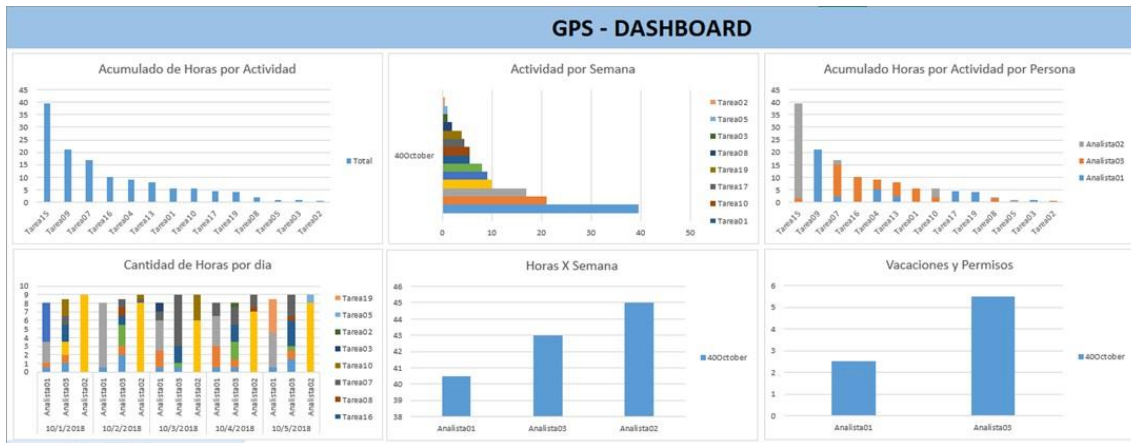 GPS - DASHBOARD
Acumulado de Horas por Actividad
45
40
35
30
25
20
15
10
5
0
Tarea15
Tarea09
Tarea07
Tarea16
Tarea04
Tarea13
Tarea01
Tarea10
Tarea17
Tarea19
Tarea08
Tarea05
Tarea03
Tarea02
Total
Actividad por Semana
40October
0
10
20
30
40
50
Tarea02
Tarea05
Tarea03
Tarea08
Tarea19
Tarea17
Tarea10
Tarea01
Acumulado Horas por Actividad por Persona
45
40
35
30
25
20
15
10
5
0
Tarea15
Tarea09
Tarea07
Tarea16
Tarea04
Tarea13
Tarea01
Tarea10
Tarea17
Tarea19
Tarea08
Tarea05
Tarea03
Tarea02
Analista02
Analista03
Analista01
Cantidad de Horas por dia
10
9
8
7
6
5
4
3
2
1
0
Analista01
Analista03
Analista02
Analista01
Analista03
Analista02
Analista01
Analista03
Analista02
Analista01
Analista03
Analista02
Analista01
Analista03
Analista02
10/1/2018
10/2/2018
10/3/2018
10/4/2018
10/5/2018
Tarea19
Tarea05
Tarea02
Tarea03
Tarea10
Tarea07
Tarea08
Tarea16
Horas X Semana
46
45
44
43
42
41
40
39
38
Analista01
Analista03
Analista02
40October
Vacaciones y Permisos
6
5
4
3
2
1
0
Analista01
Analista03
40October